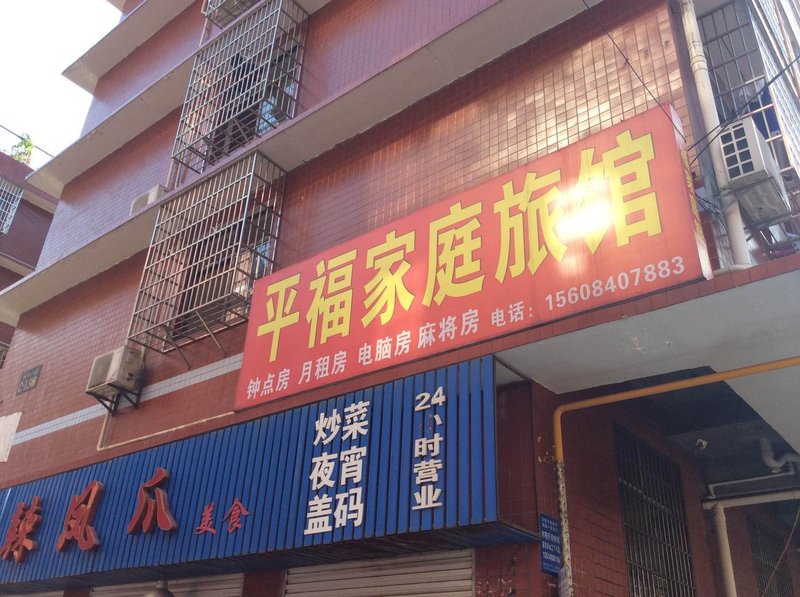 平福家庭旅馆
钟点房 月租房 电脑房 麻将房 电话：15608407883
辣凤爪 美食
炒菜
夜宵
盖码
24小时营业